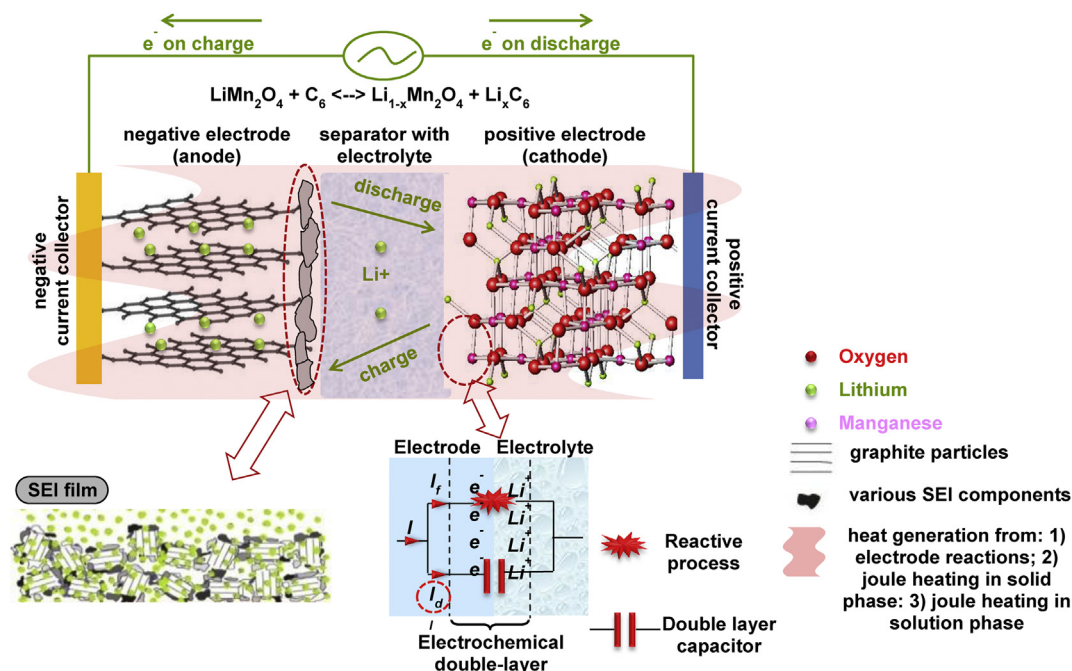 e⁻ on charge
e⁻ on discharge
LiMn₂O₄ + C₆ <--> Li₁₋ₓMn₂O₄ + LiₓC₆
negative electrode
(anode)
separator with
electrolyte
positive electrode
(cathode)
negative
current collector
discharge
Li+
charge
positive
current collector
Oxygen
Lithium
Manganese
graphite particles
various SEI components
heat generation from: 1)
electrode reactions; 2)
joule heating in solid
phase: 3) joule heating in
solution phase
SEI film
Electrode
Electrolyte
I
I_f
I_d
e⁻ Li⁺
e⁻ Li⁺
e⁻ Li⁺
e⁻ Li⁺
Electrochemical
double-layer
Reactive
process
Double layer
capacitor